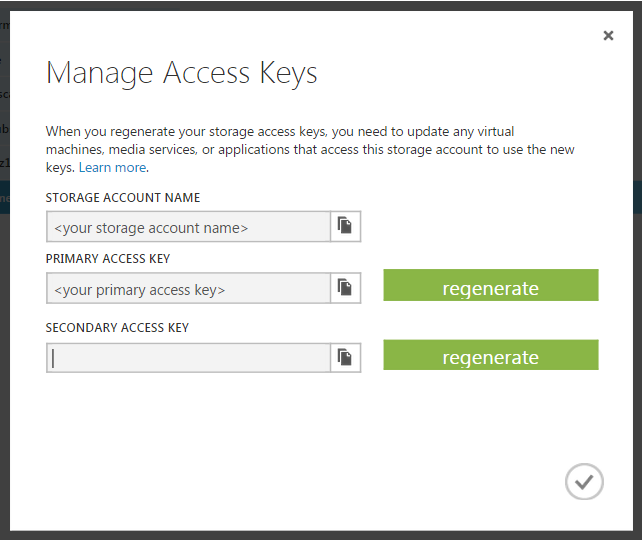 Manage Access Keys
When you regenerate your storage access keys, you need to update any virtual
machines, media services, or applications that access this storage account to use the new
keys. Learn more.
STORAGE ACCOUNT NAME
<your storage account name>
PRIMARY ACCESS KEY
<your primary access key>
regenerate
SECONDARY ACCESS KEY
regenerate